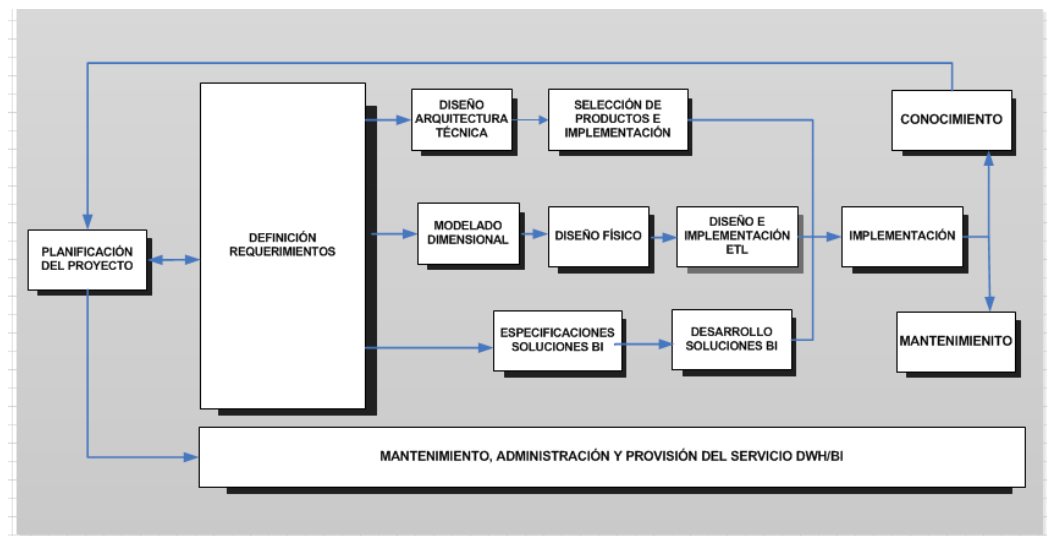 DISEÑO
ARQUITECTURA
TÉCNICA
SELECCIÓN DE
PRODUCTOS E
IMPLEMENTACIÓN
CONOCIMIENTO
PLANIFICACIÓN
DEL PROYECTO
DEFINICIÓN
REQUERIMIENTOS
MODELADO
DIMENSIONAL
DISEÑO FÍSICO
DISEÑO E
IMPLEMENTACIÓN
ETL
IMPLEMENTACIÓN
ESPECIFICACIONES
SOLUCIONES BI
DESARROLLO
SOLUCIONES BI
MANTENIMIENITO
MANTENIMIENTO, ADMINISTRACIÓN Y PROVISIÓN DEL SERVICIO DWH/BI